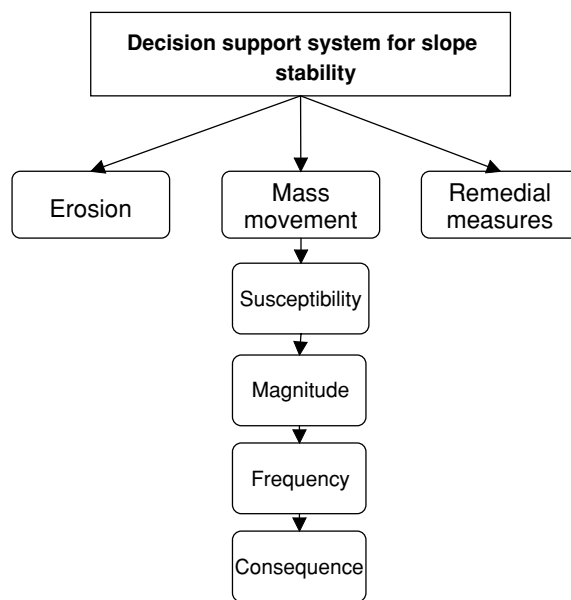 Decision support system for slope
stability
Erosion
Mass
movement
Remedial
measures
Susceptibility
Magnitude
Frequency
Consequence